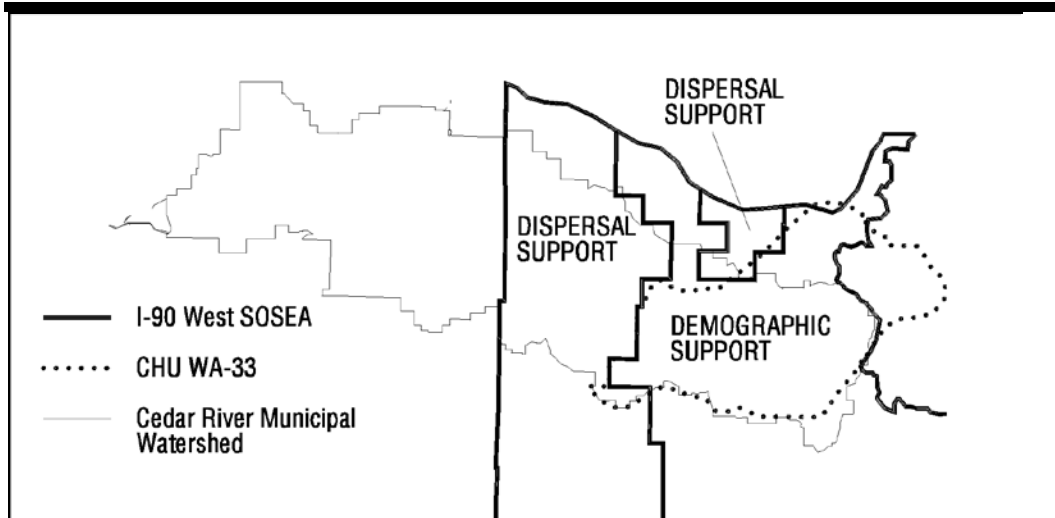 DISPERSAL
SUPPORT
DISPERSAL
SUPPORT
DEMOGRAPHIC
SUPPORT
I-90 West SOSEA
CHU WA-33
Cedar River Municipal
Watershed